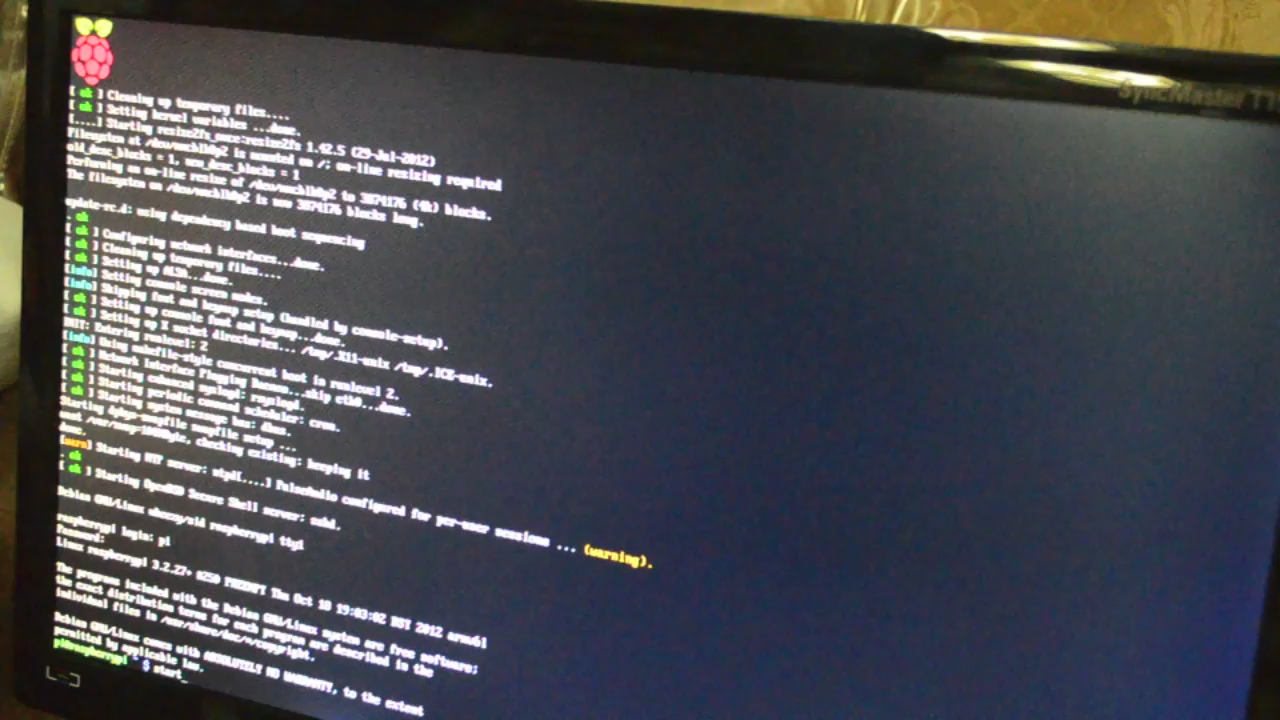 SyncMaster
[ ok ] Cleaning up temporary files....
[ ok ] Setting kernel variables ...done.
[....] Starting resize2fs_once:resize2fs 1.42.5 (29-Jul-2012)
Filesystem at /dev/mmcblk0p2 is mounted on /; on-line resizing required
old_desc_blocks = 1, new_desc_blocks = 1
Performing an on-line resize of /dev/mmcblk0p2 to 3874176 (4k) blocks.
The filesystem on /dev/mmcblk0p2 is now 3874176 blocks long.
update-rc.d: using dependency based boot sequencing
. ok
[ ok ] Configuring network interfaces...done.
[ ok ] Cleaning up temporary files....
[ ok ] Setting up ALSA...done.
[info] Setting console screen modes.
[info] Skipping font and keymap setup (handled by console-setup).
[ ok ] Setting up console font and keymap...done.
[ ok ] Setting up X socket directories... /tmp/.X11-unix /tmp/.ICE-unix.
INIT: Entering runlevel: 2
[info] Using makefile-style concurrent boot in runlevel 2.
[ ok ] Network Interface Plugging Daemon...skip eth0...done.
[ ok ] Starting enhanced syslogd: rsyslogd.
[ ok ] Starting periodic command scheduler: cron.
[ ok ] Starting system message bus: dbus.
Starting dphys-swapfile swapfile setup ...
want /var/swap=100MByte, checking existing: keeping it
done.
[warn] Starting NTP server: ntpd[....] PulseAudio configured for per-user sessions ... (warning).
. ok
[ ok ] Starting OpenBSD Secure Shell server: sshd.
Debian GNU/Linux wheezy/sid raspberrypi tty1
raspberrypi login: pi
Password:
Linux raspberrypi 3.2.27+ #250 PREEMPT Thu Oct 18 19:03:02 BST 2012 armv6l
The programs included with the Debian GNU/Linux system are free software;
the exact distribution terms for each program are described in the
individual files in /usr/share/doc/*/copyright.
Debian GNU/Linux comes with ABSOLUTELY NO WARRANTY, to the extent
permitted by applicable law.
pi@raspberrypi ~ $ start_